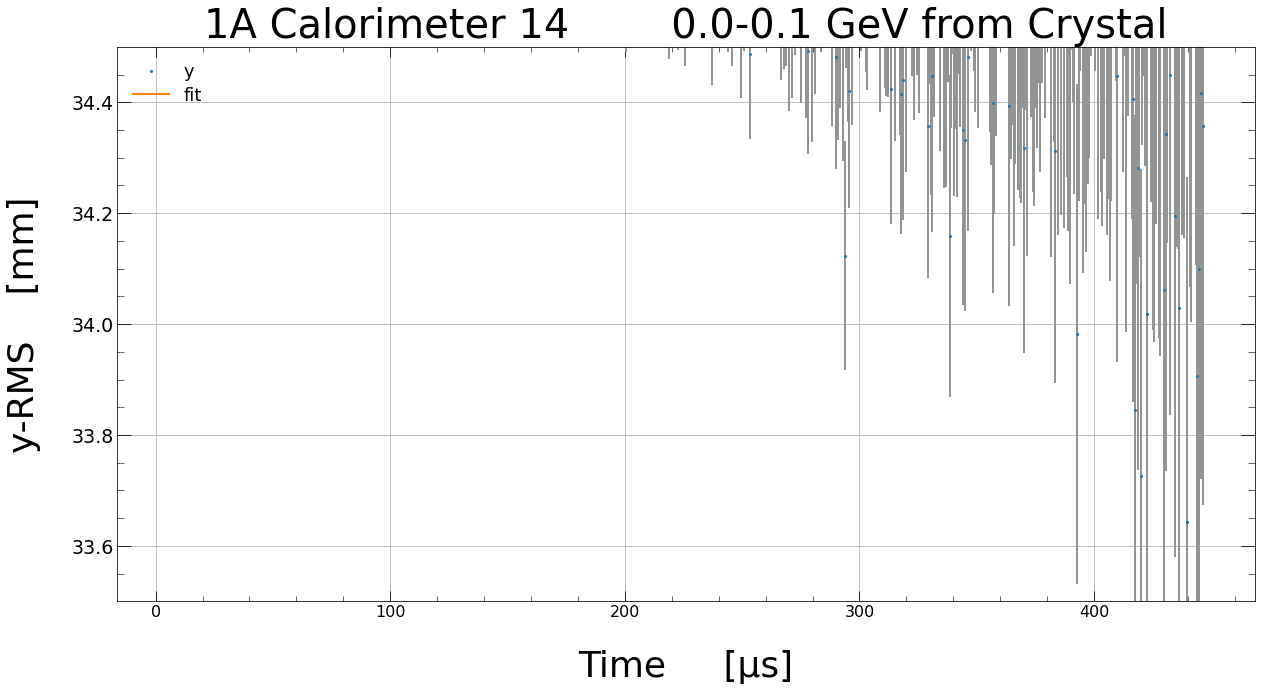 1A Calorimeter 14 0.0-0.1 GeV from Crystal
y
fit
34.4
34.2
34.0
33.8
33.6
y-RMS [mm]
0 100 200 300 400
Time [µs]